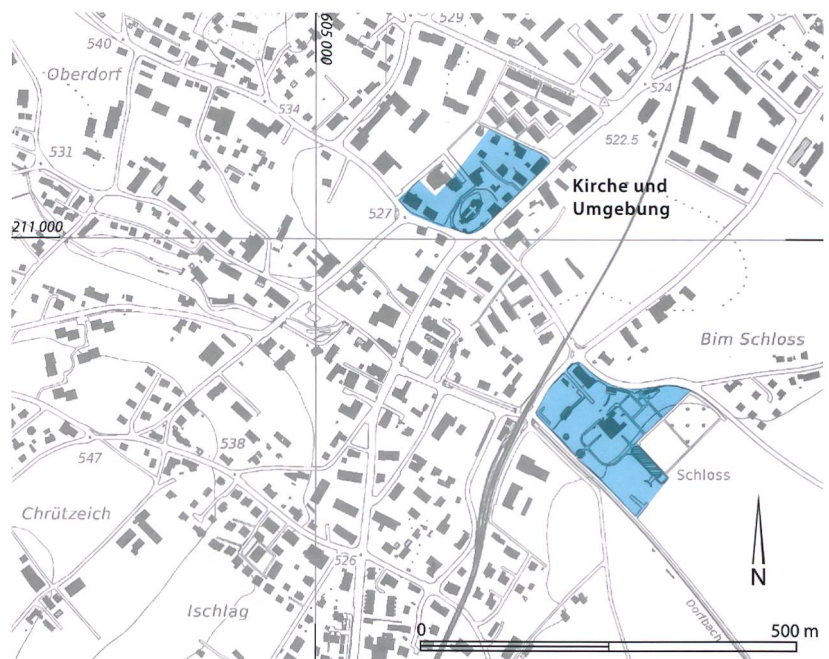 529
540
605 000
Oberdorf
524
534
522.5
531
Kirche und
Umgebung
527
211 000
Bim Schloss
538
547
Schloss
Chrützeich
526
N
Ischlag
Dorfbach
0
500 m